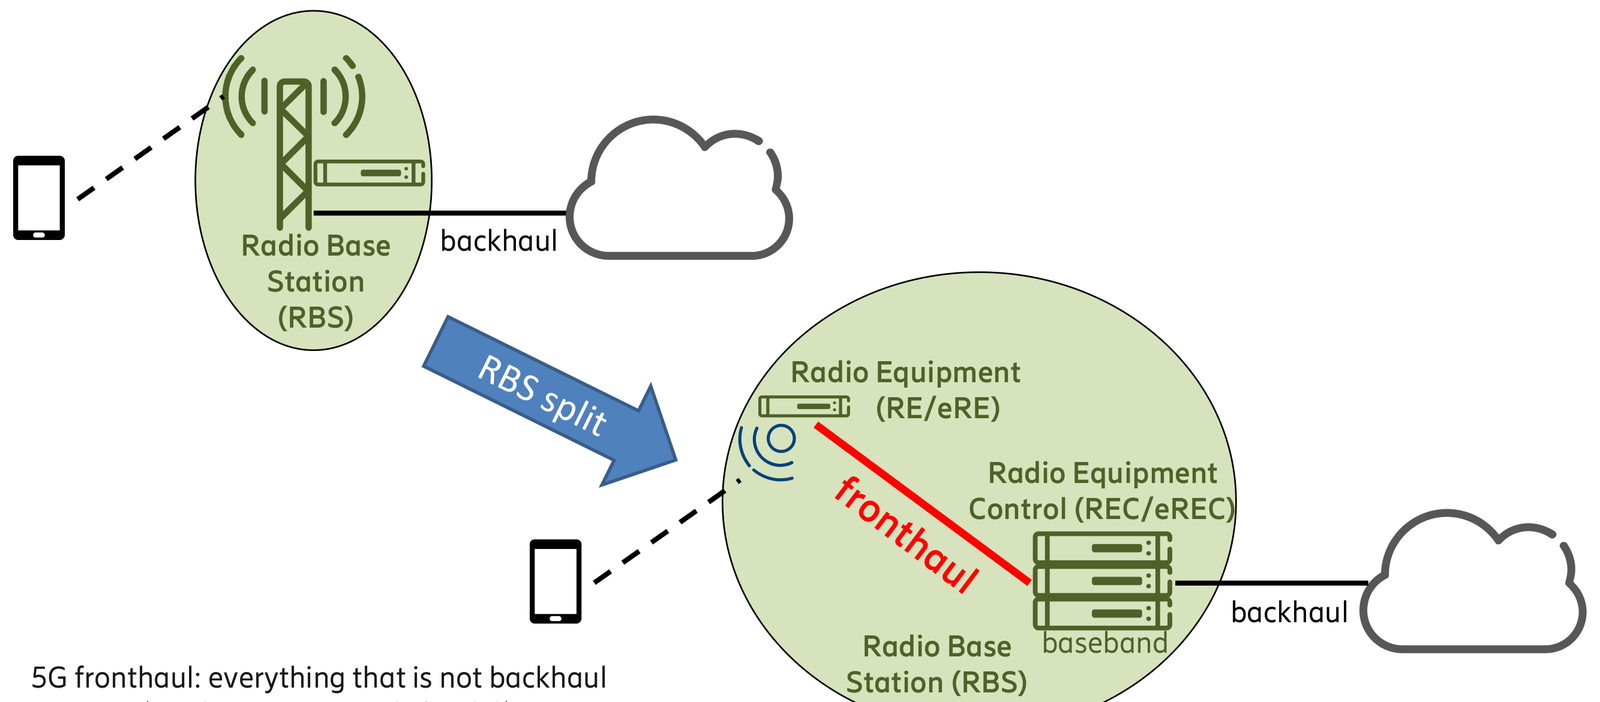 Radio Base
Station
(RBS)
backhaul
RBS split
Radio Equipment
(RE/eRE)
fronthaul
Radio Equipment
Control (REC/eREC)
baseband
backhaul
Radio Base
Station (RBS)
5G fronthaul: everything that is not backhaul